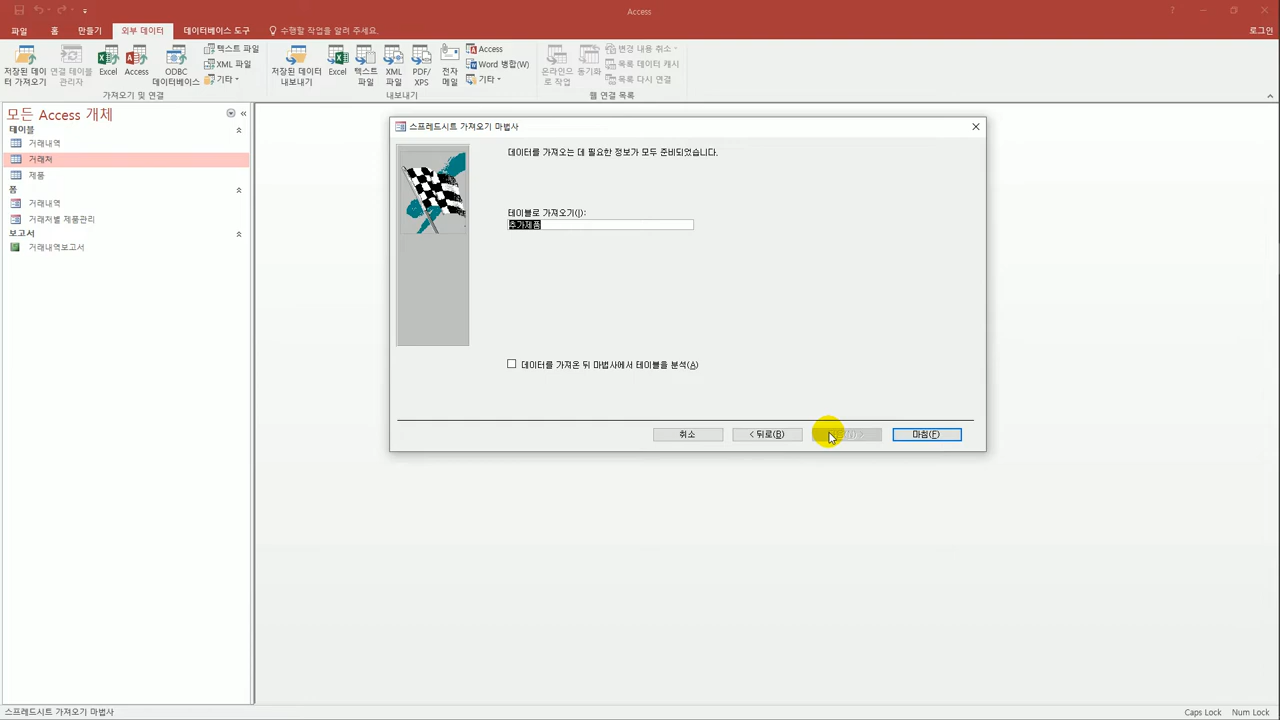 Access
파일 홈 만들기 외부 데이터 데이터베이스 도구 수행할 작업을 알려 주세요. 로그인
저장된 데이
터 가져오기
연결 테이블
관리자
Excel
Access
ODBC
데이터베이스
텍스트 파일
XML 파일
기타
가져오기 및 연결
저장된 데이터
내보내기
Excel
텍스트
파일
XML
파일
PDF/
XPS
전자
메일
Access
Word 병합(W)
기타
내보내기
온라인으
로 작업
동기화
변경 내용 취소
목록 데이터 캐시
목록 다시 연결
웹 연결 목록
모든 Access 개체
테이블
거래내역
거래처
제품
폼
거래내역
거래처별 제품관리
보고서
거래내역보고서
스프레드시트 가져오기 마법사
데이터를 가져오는 데 필요한 정보가 모두 준비되었습니다.
테이블로 가져오기(I):
추가제품
데이터를 가져온 뒤 마법사에서 테이블을 분석(A)
취소
< 뒤로(B)
마침(F)
스프레드시트 가져오기 마법사
Caps Lock Num Lock